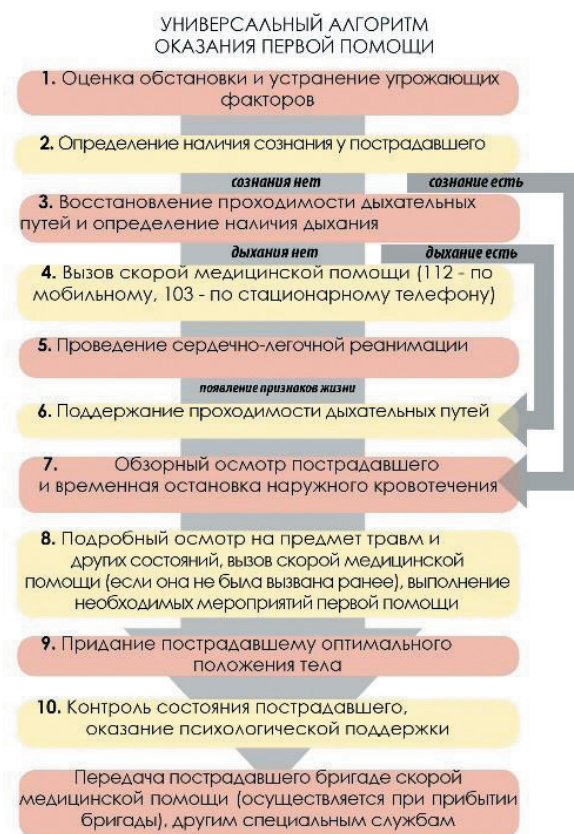 УНИВЕРСАЛЬНЫЙ АЛГОРИТМ
ОКАЗАНИЯ ПЕРВОЙ ПОМОЩИ
1. Оценка обстановки и устранение угрожающих
факторов
2. Определение наличия сознания у пострадавшего
сознания нет
сознание есть
3. Восстановление проходимости дыхательных
путей и определение наличия дыхания
дыхания нет
дыхание есть
4. Вызов скорой медицинской помощи (112 - по
мобильному, 103 - по стационарному телефону)
5. Проведение сердечно-легочной реанимации
появление признаков жизни
6. Поддержание проходимости дыхательных путей
7. Обзорный осмотр пострадавшего
и временная остановка наружного кровотечения
8. Подробный осмотр на предмет травм и
других состояний, вызов скорой медицинской
помощи (если она не была вызвана ранее), выполнение
необходимых мероприятий первой помощи
9. Придание пострадавшему оптимального
положения тела
10. Контроль состояния пострадавшего,
оказание психологической поддержки
Передача пострадавшего бригаде скорой
медицинской помощи (осуществляется при прибытии
бригады), другим специальным службам